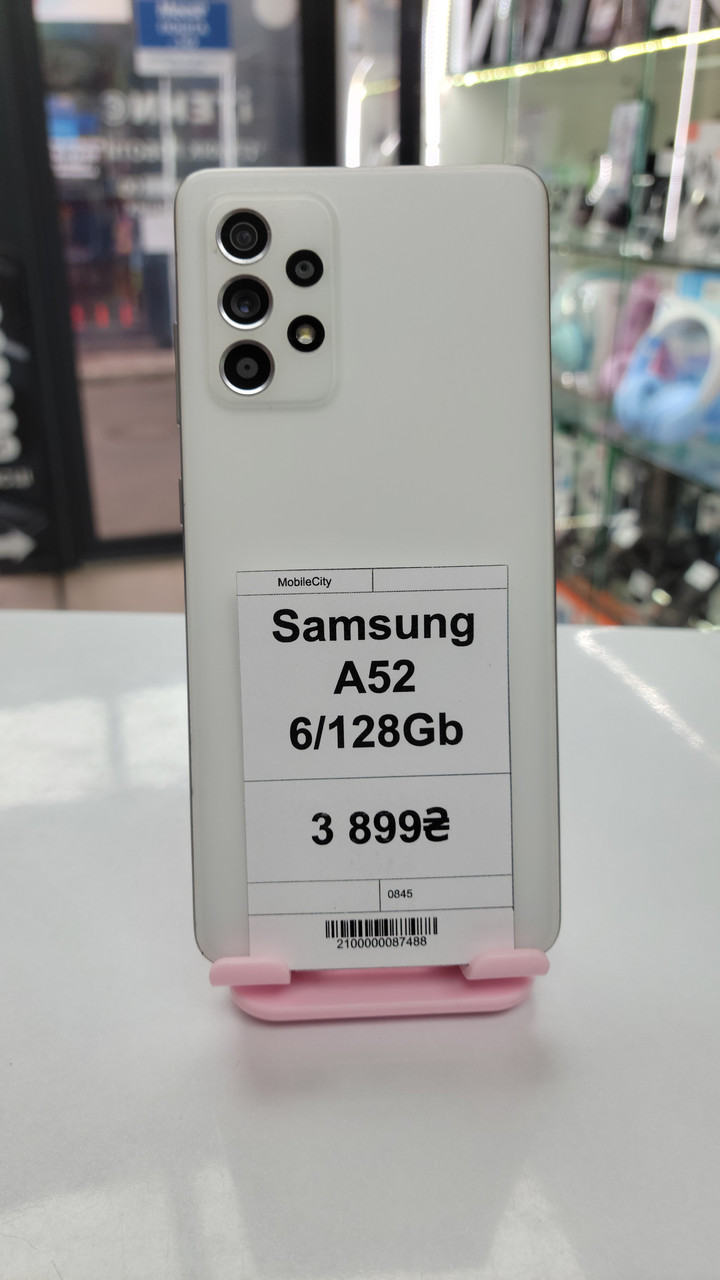 MobileCity
Samsung
A52
6/128Gb
3 899₴
0845
2100000087488